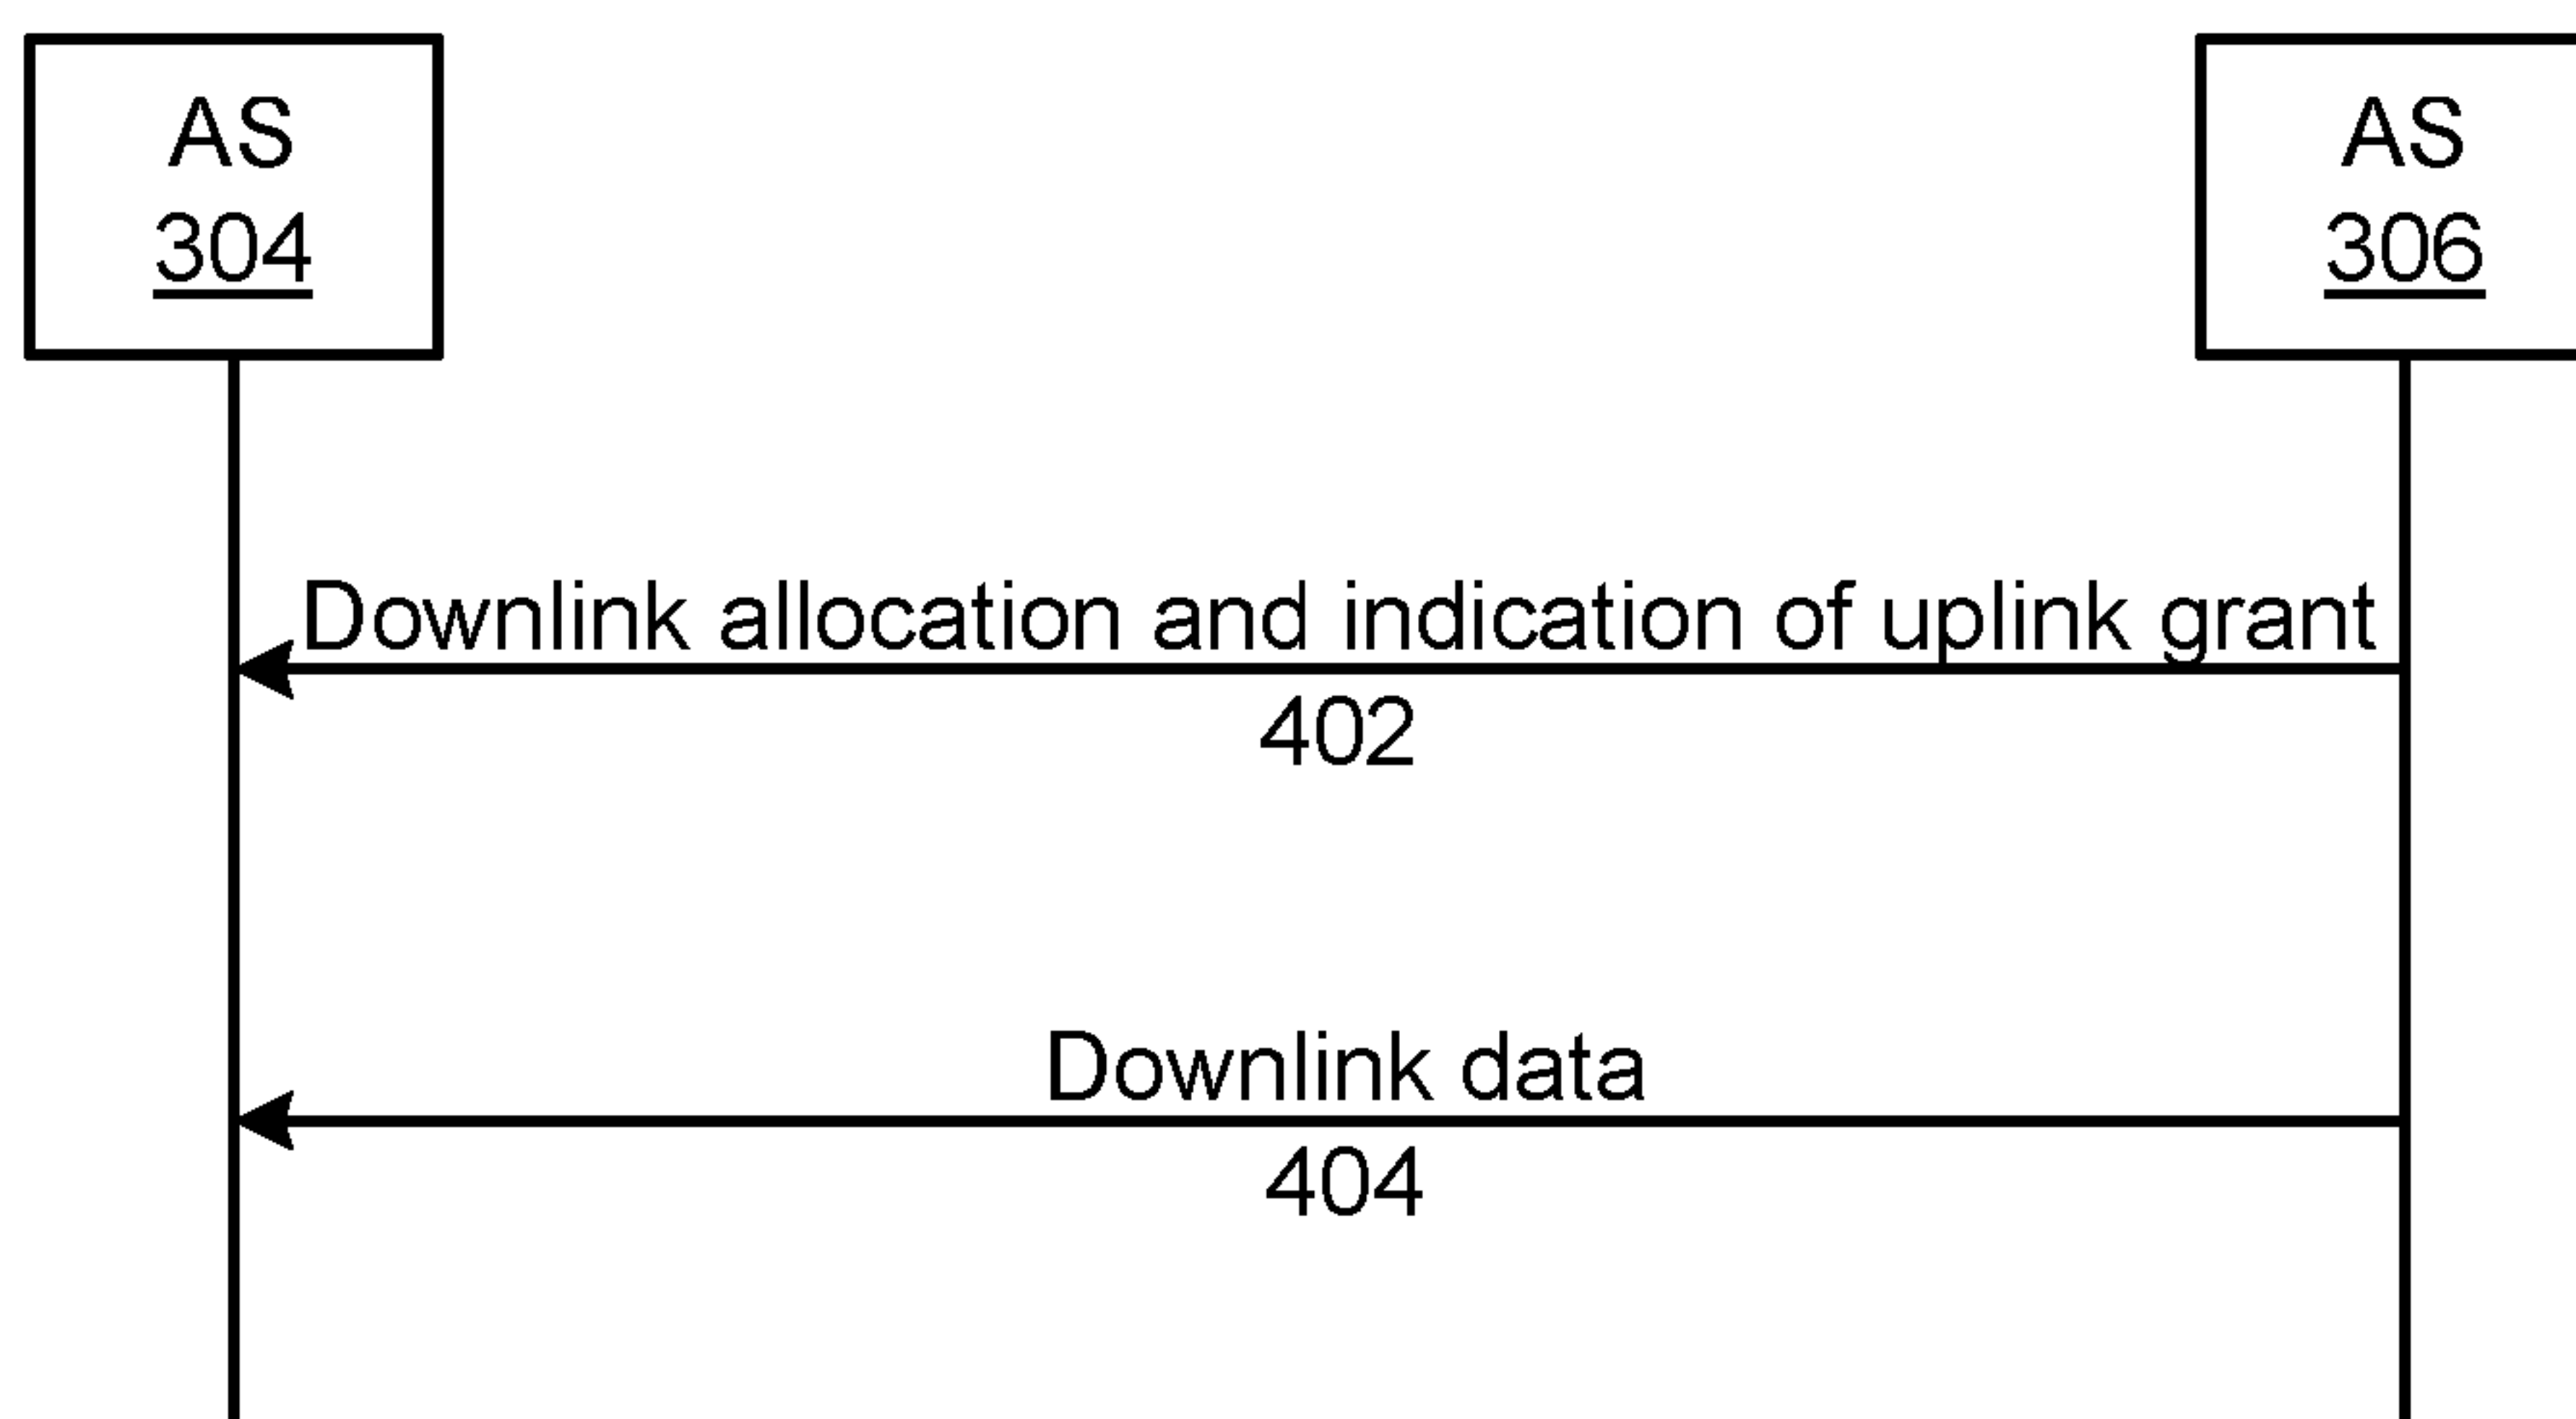 AS
304
AS
306
Downlink allocation and indication of uplink grant
402
Downlink data
404